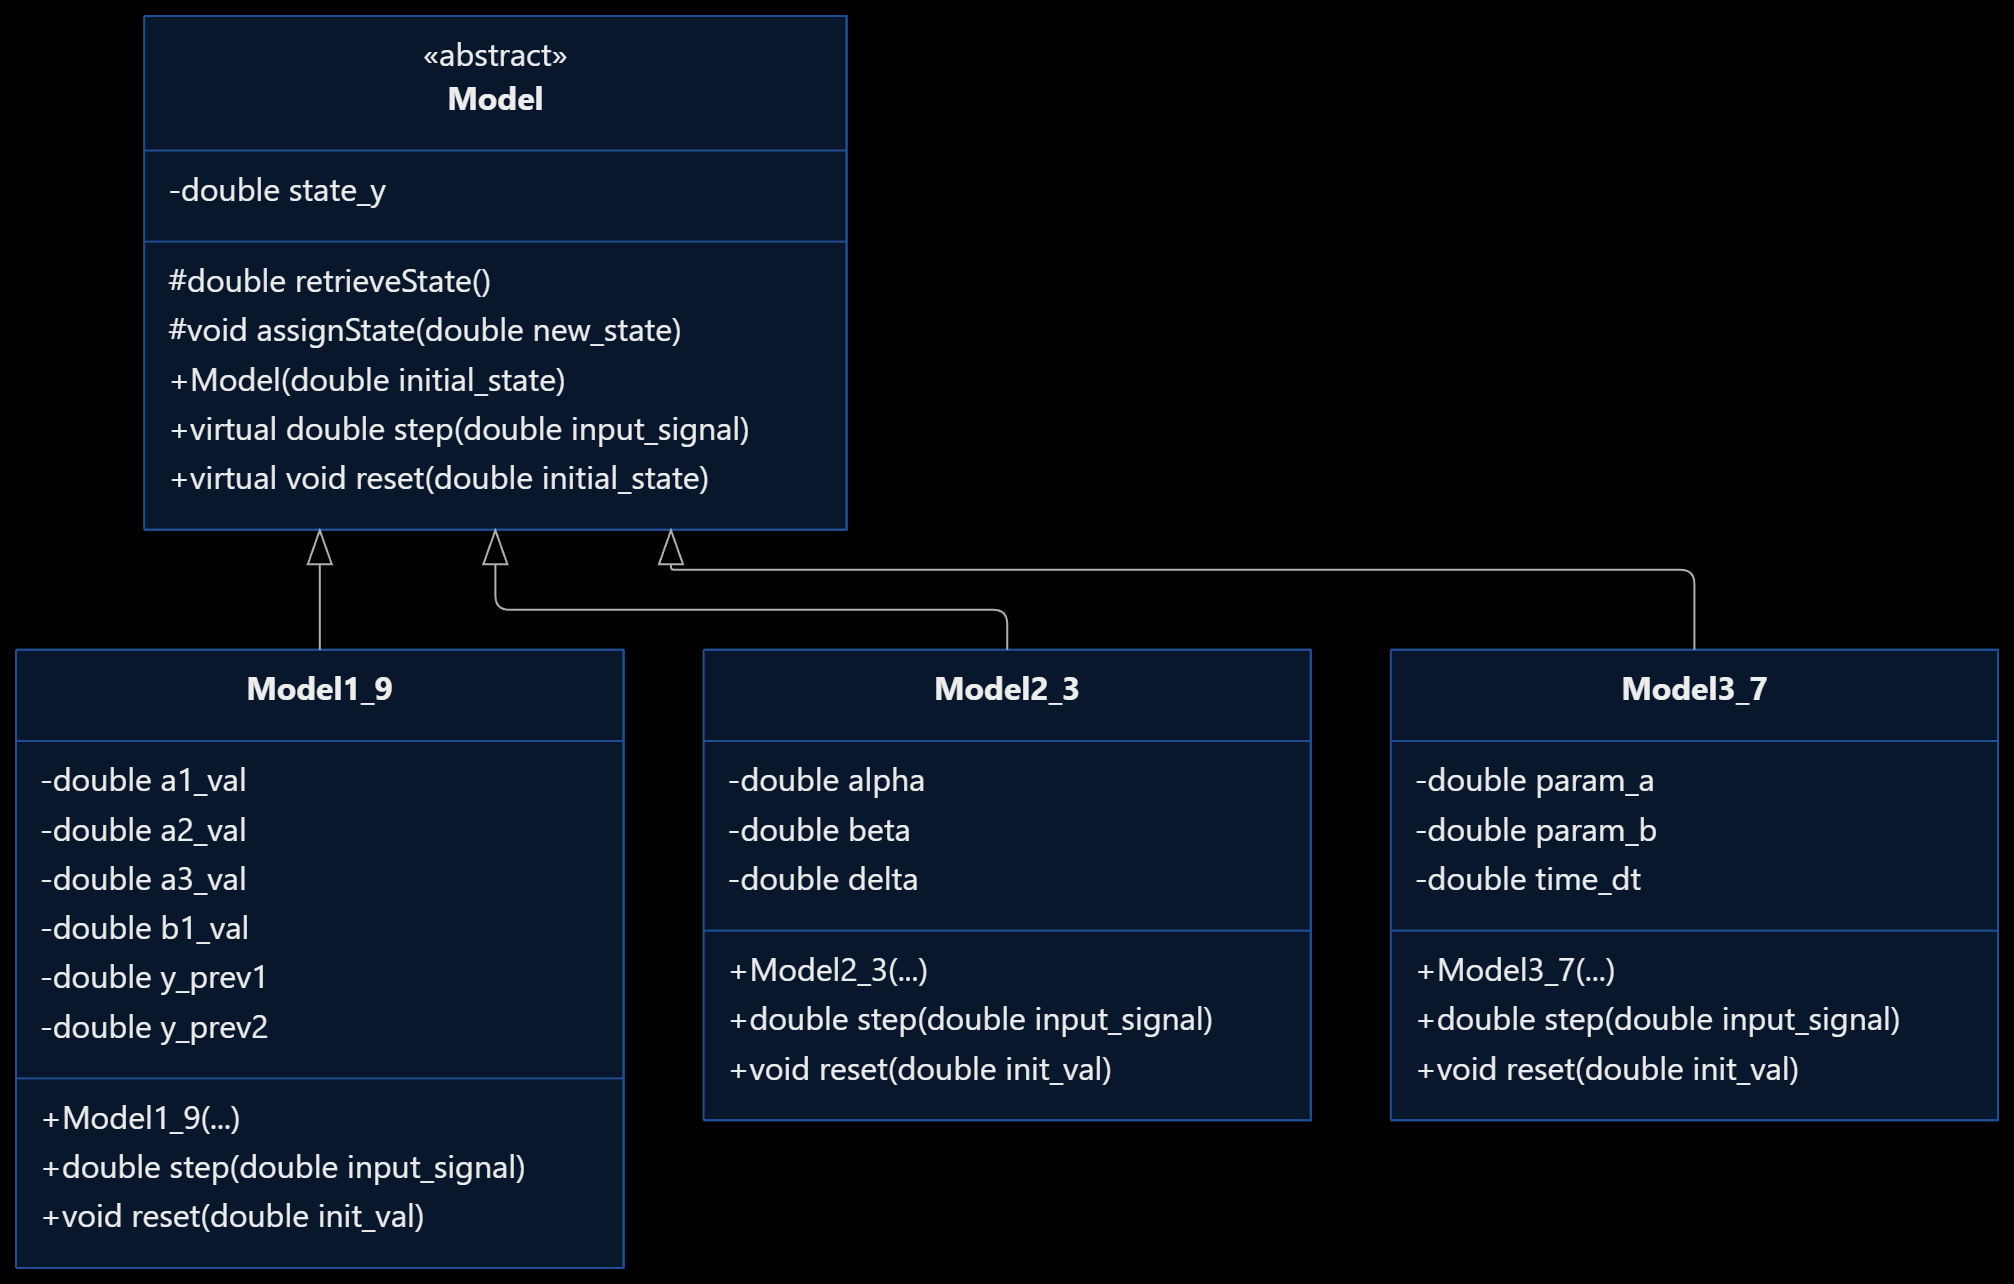 «abstract»
Model
-double state_y
#double retrieveState()
#void assignState(double new_state)
+Model(double initial_state)
+virtual double step(double input_signal)
+virtual void reset(double initial_state)
Model1_9
-double a1_val
-double a2_val
-double a3_val
-double b1_val
-double y_prev1
-double y_prev2
+Model1_9(...)
+double step(double input_signal)
+void reset(double init_val)
Model2_3
-double alpha
-double beta
-double delta
+Model2_3(...)
+double step(double input_signal)
+void reset(double init_val)
Model3_7
-double param_a
-double param_b
-double time_dt
+Model3_7(...)
+double step(double input_signal)
+void reset(double init_val)